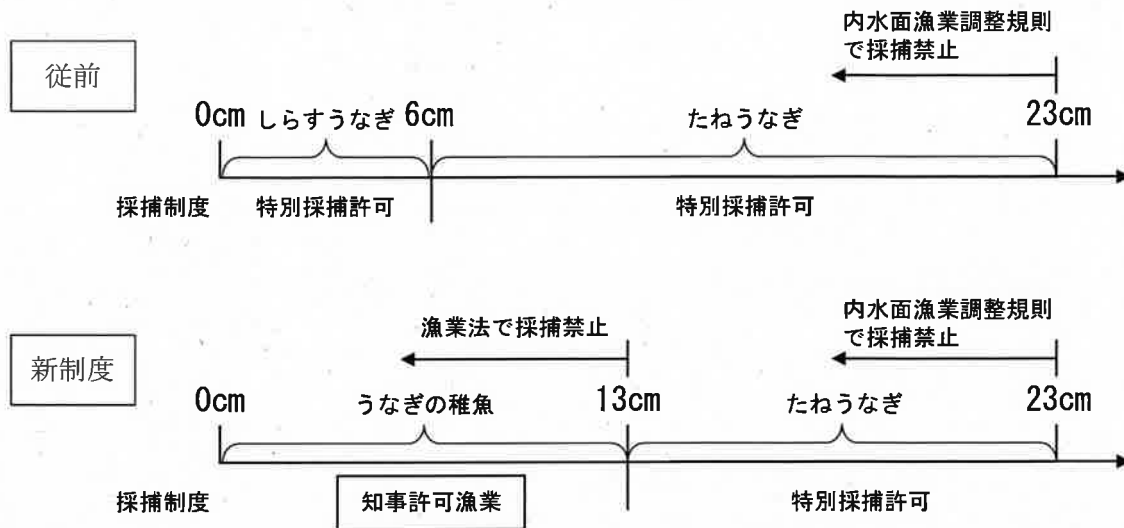 従前
内水面漁業調整規則
で採捕禁止
0cm しらすうなぎ 6cm たねうなぎ 23cm
採捕制度 特別採捕許可 特別採捕許可
新制度
漁業法で採捕禁止
内水面漁業調整規則
で採捕禁止
0cm うなぎの稚魚 13cm たねうなぎ 23cm
採捕制度 知事許可漁業 特別採捕許可